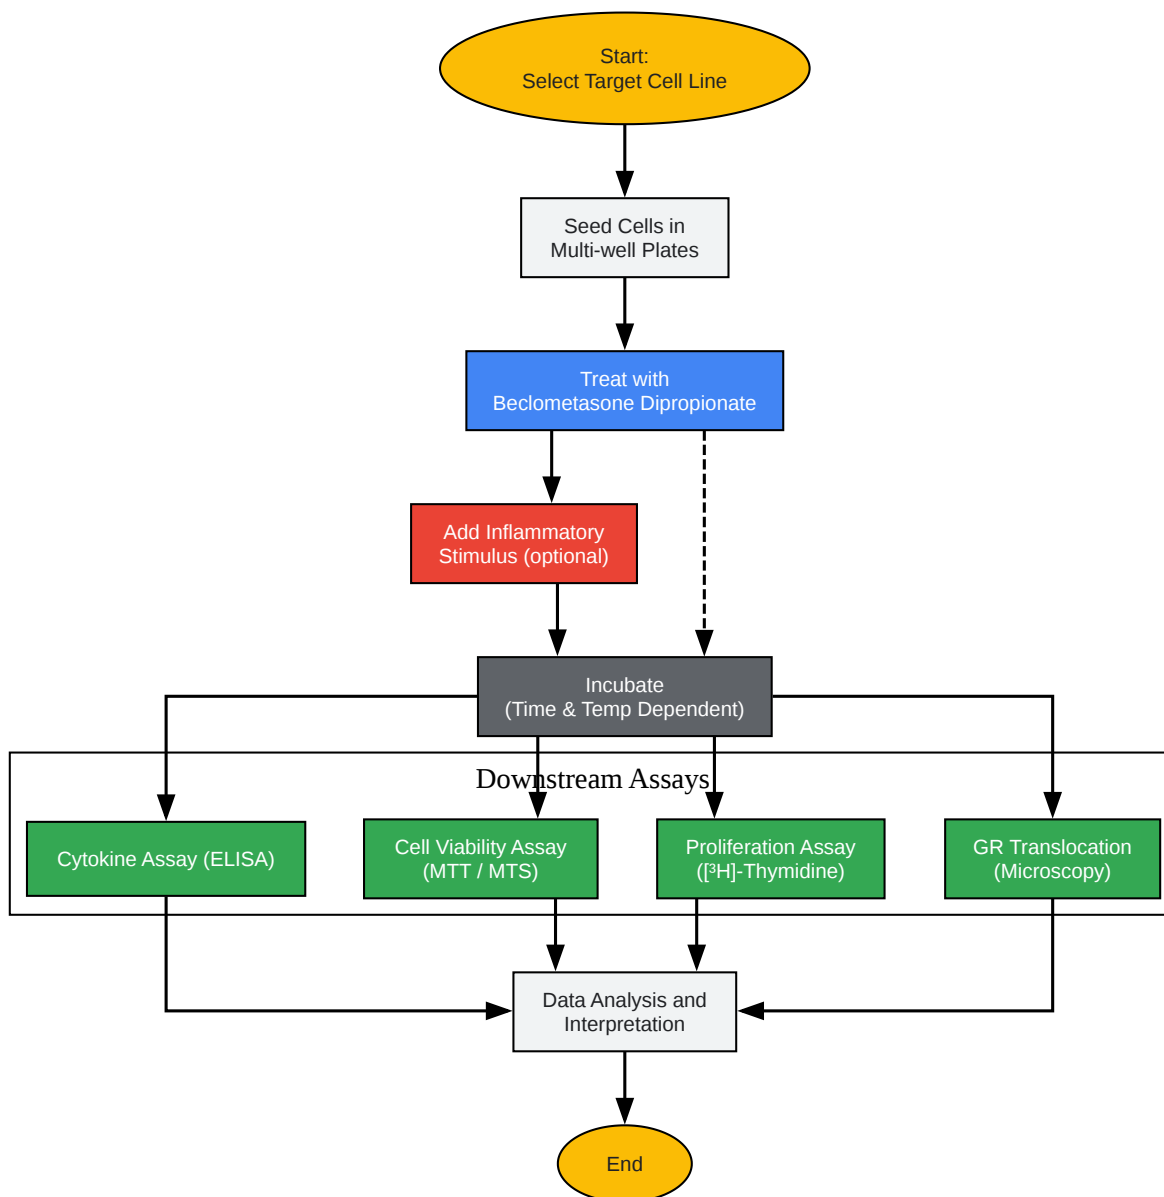 Start:
Select Target Cell Line
Seed Cells in
Multi-well Plates
Treat with
Beclometasone Dipropionate
Add Inflammatory
Stimulus (optional)
Incubate
(Time & Temp Dependent)
Downstream Assays
Cytokine Assay (ELISA)
Cell Viability Assay
(MTT / MTS)
Proliferation Assay
([³H]-Thymidine)
GR Translocation
(Microscopy)
Data Analysis and
Interpretation
End